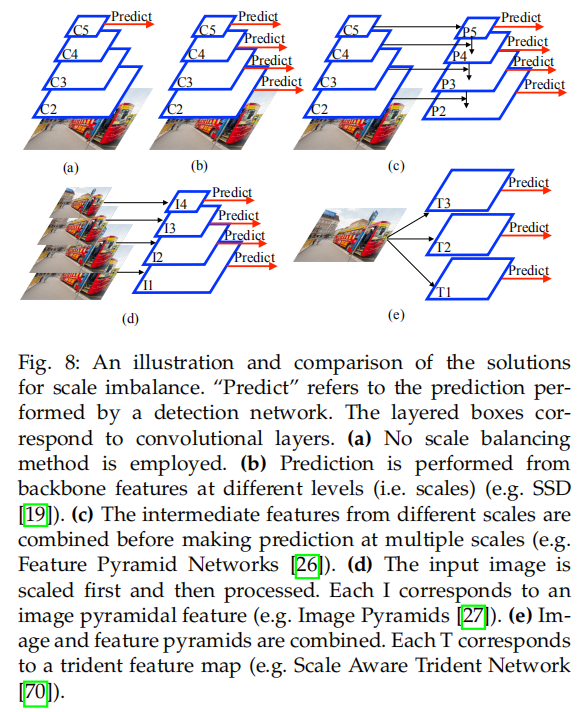 C5 Predict
C4
C3
C2
(a)
C5 Predict
C4 Predict
C3 Predict
C2 Predict
(b)
C5 P5 Predict
C4 P4 Predict
C3 P3 Predict
C2 P2 Predict
(c)
I4 Predict
I3 Predict
I2 Predict
I1 Predict
(d)
T3 Predict
T2 Predict
T1 Predict
(e)
Fig. 8: An illustration and comparison of the solutions
for scale imbalance. “Predict” refers to the prediction per-
formed by a detection network. The layered boxes cor-
respond to convolutional layers. (a) No scale balancing
method is employed. (b) Prediction is performed from
backbone features at different levels (i.e. scales) (e.g. SSD
[19]). (c) The intermediate features from different scales are
combined before making prediction at multiple scales (e.g.
Feature Pyramid Networks [26]). (d) The input image is
scaled first and then processed. Each I corresponds to an
image pyramidal feature (e.g. Image Pyramids [27]). (e) Im-
age and feature pyramids are combined. Each T corresponds
to a trident feature map (e.g. Scale Aware Trident Network
[70]).